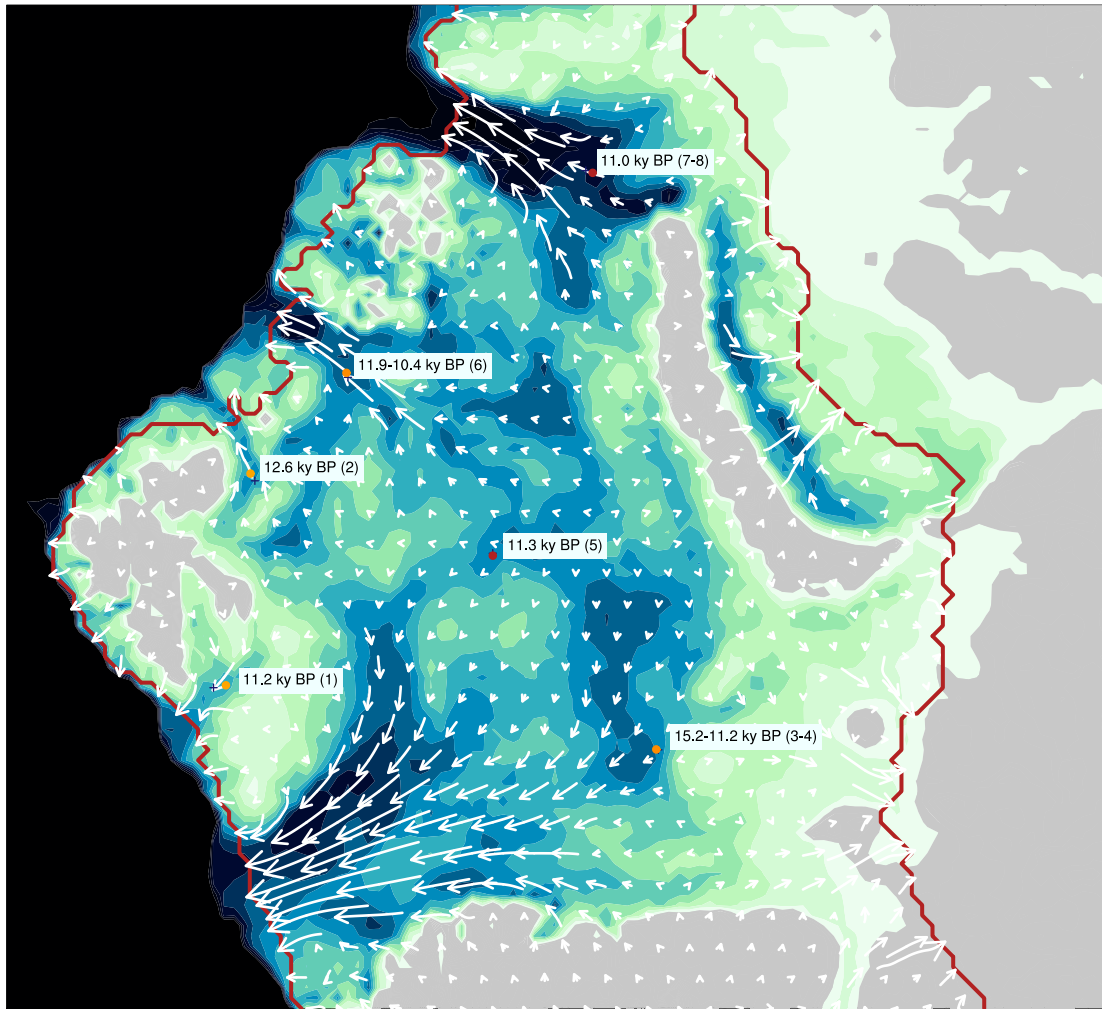 11.0 ky BP (7-8)
11.9-10.4 ky BP (6)
12.6 ky BP (2)
11.3 ky BP (5)
11.2 ky BP (1)
15.2-11.2 ky BP (3-4)